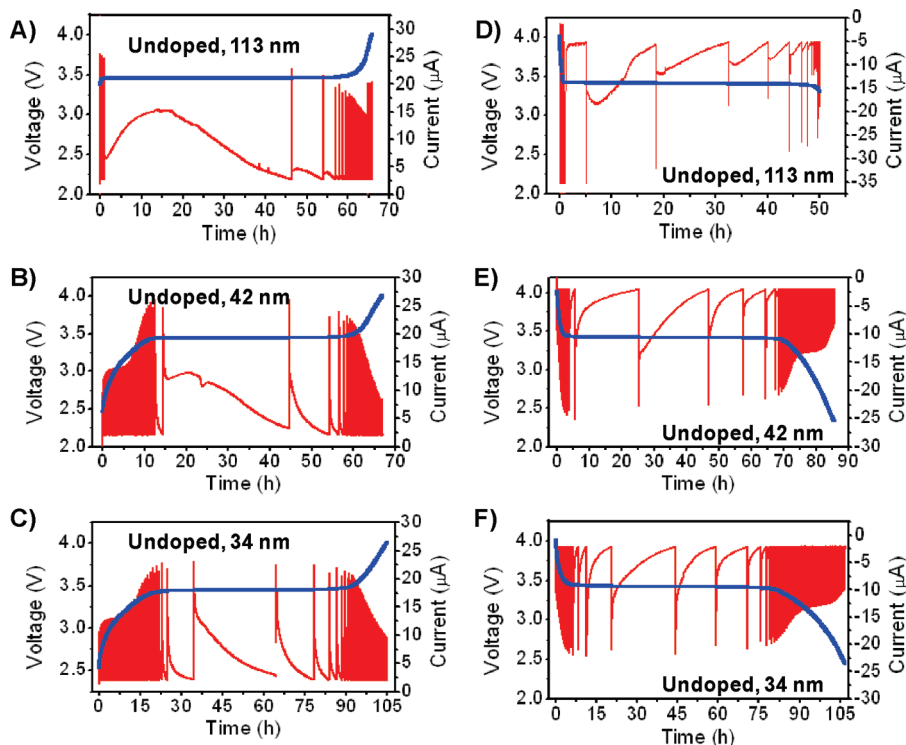 A)
Undoped, 113 nm
4.0
3.5
3.0
2.5
2.0
Voltage (V)
30
25
20
15
10
5
0
Current (μA)
0 10 20 30 40 50 60 70
Time (h)
D)
Undoped, 113 nm
4.0
3.5
3.0
2.5
2.0
Voltage (V)
0
-5
-10
-15
-20
-25
-30
-35
Current (μA)
0 10 20 30 40 50
Time (h)
B)
Undoped, 42 nm
4.0
3.5
3.0
2.5
2.0
Voltage (V)
30
25
20
15
10
5
0
Current (μA)
0 10 20 30 40 50 60 70
Time (h)
E)
Undoped, 42 nm
4.0
3.5
3.0
2.5
2.0
Voltage (V)
0
-5
-10
-15
-20
-25
-30
Current (μA)
0 10 20 30 40 50 60 70 80 90
Time (h)
C)
Undoped, 34 nm
4.0
3.5
3.0
2.5
Voltage (V)
30
25
20
15
10
5
0
Current (μA)
0 15 30 45 60 75 90 105
Time (h)
F)
Undoped, 34 nm
4.0
3.5
3.0
2.5
2.0
Voltage (V)
0
-5
-10
-15
-20
-25
-30
Current (μA)
0 15 30 45 60 75 90 105
Time (h)